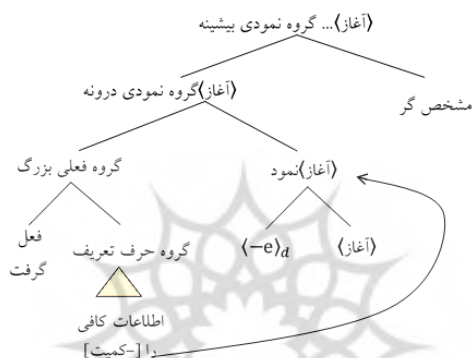 ⟨آغاز⟩... گروه نمودی بیشینه
مشخص گر
⟨آغاز⟩گروه نمودی درونه
⟨آغاز⟩نمود
گروه فعلی بزرگ
⟨آغاز⟩
⟨−e⟩d
گروه حرف تعریف
فعل
گرفت
اطلاعات کافی
را [-کمیت]